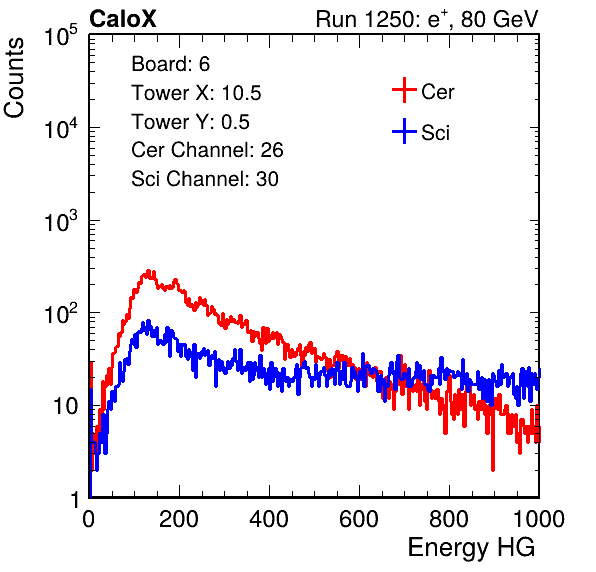 CaloX Run 1250: e⁺, 80 GeV
Counts
10⁵
10⁴
10³
10²
10
1
Board: 6
Tower X: 10.5
Tower Y: 0.5
Cer Channel: 26
Sci Channel: 30
Cer
Sci
0 200 400 600 800 1000
Energy HG